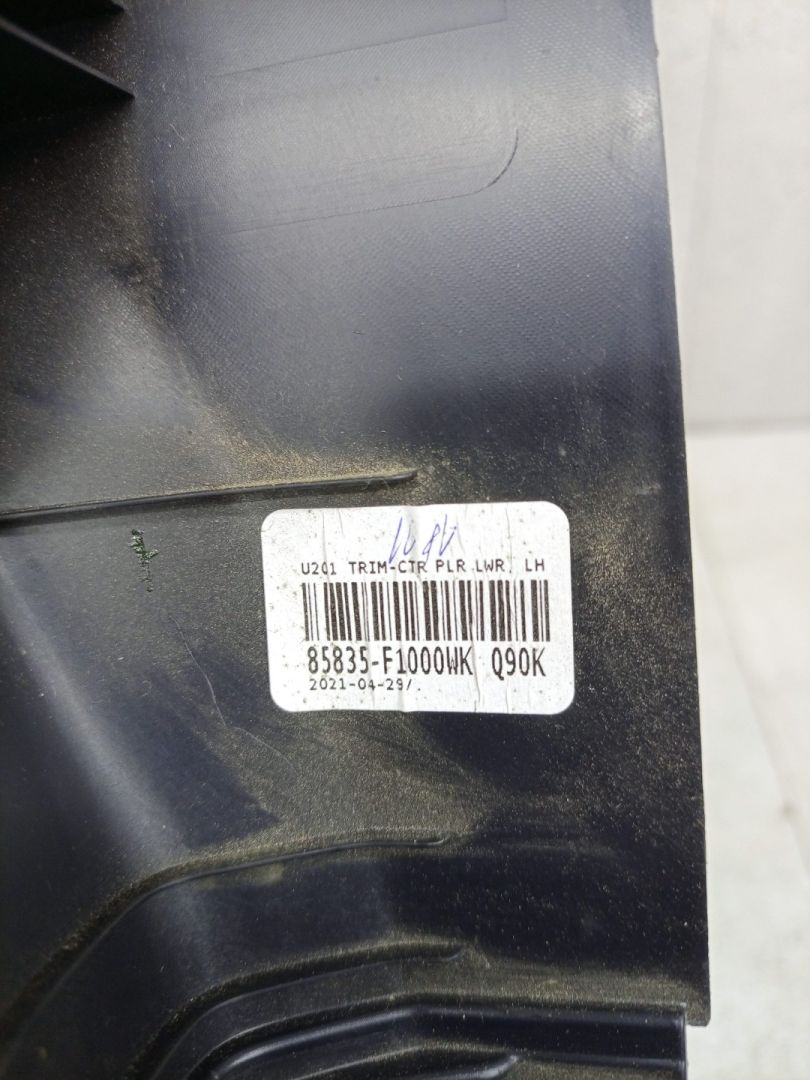 U201 TRIM-CTR PLR LWR, LH
85835-F1000WK Q90K
2021-04-29/